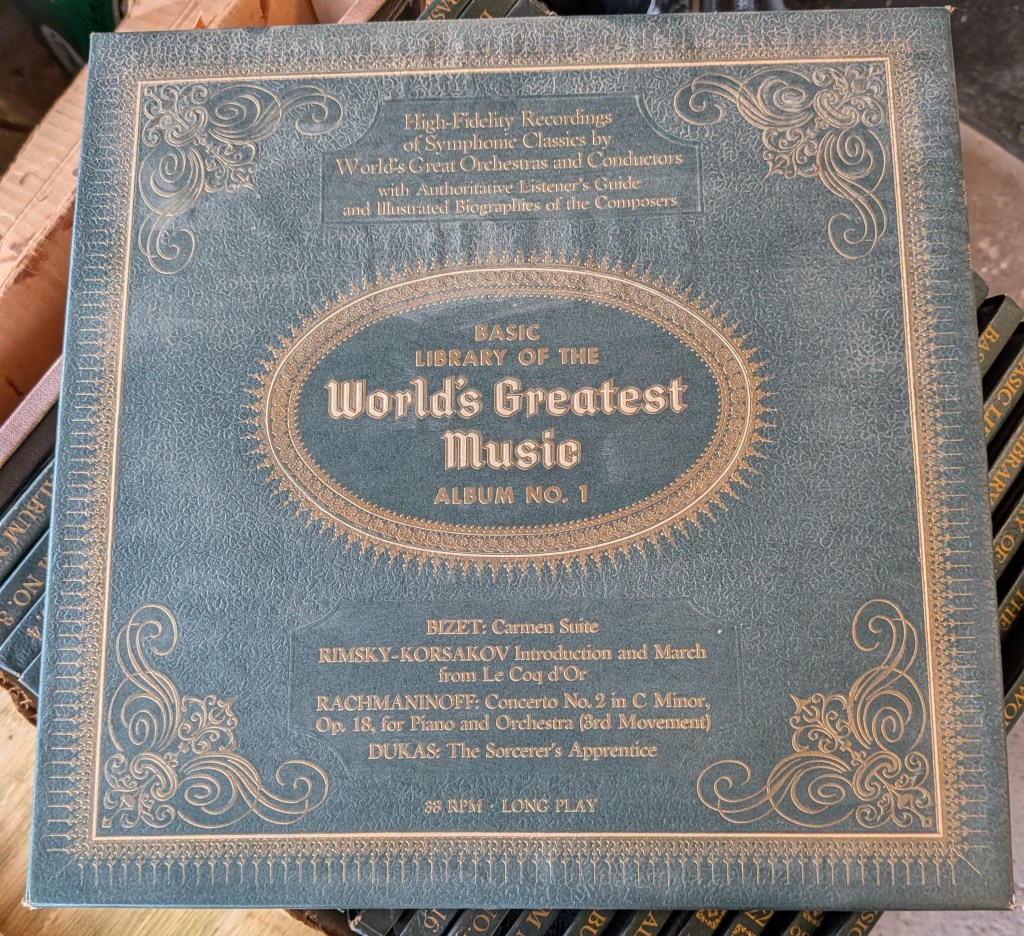 High-Fidelity Recordings
of Symphonic Classics by
World's Great Orchestras and Conductors
with Authoritative Listener's Guide
and Illustrated Biographies of the Composers
BASIC
LIBRARY OF THE
World's Greatest
Music
ALBUM NO. 1
BIZET: Carmen Suite
RIMSKY-KORSAKOV Introduction and March
from Le Coq d'Or
RACHMANINOFF: Concerto No. 2 in C Minor,
Op. 18, for Piano and Orchestra (3rd Movement)
DUKAS: The Sorcerer's Apprentice
33 RPM · LONG PLAY